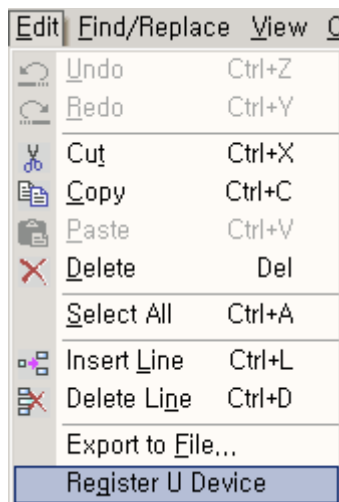 Edit Find/Replace View
Undo Ctrl+Z
Redo Ctrl+Y
Cut Ctrl+X
Copy Ctrl+C
Paste Ctrl+V
Delete Del
Select All Ctrl+A
Insert Line Ctrl+L
Delete Line Ctrl+D
Export to File...
Register U Device